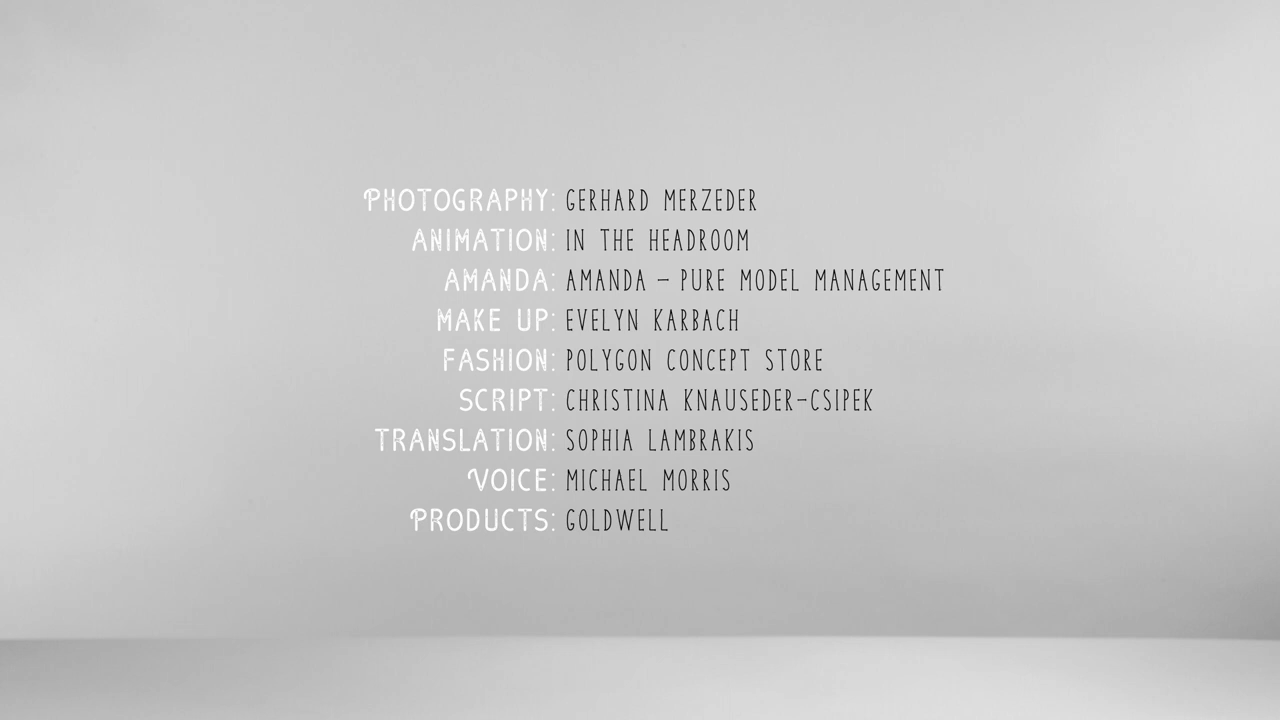 PHOTOGRAPHY: GERHARD MERZEDER
ANIMATION: IN THE HEADROOM
AMANDA: AMANDA – PURE MODEL MANAGEMENT
MAKE UP: EVELYN KARBACH
FASHION: POLYGON CONCEPT STORE
SCRIPT: CHRISTINA KNAUSEDER-CSIPEK
TRANSLATION: SOPHIA LAMBRAKIS
VOICE: MICHAEL MORRIS
PRODUCTS: GOLDWELL